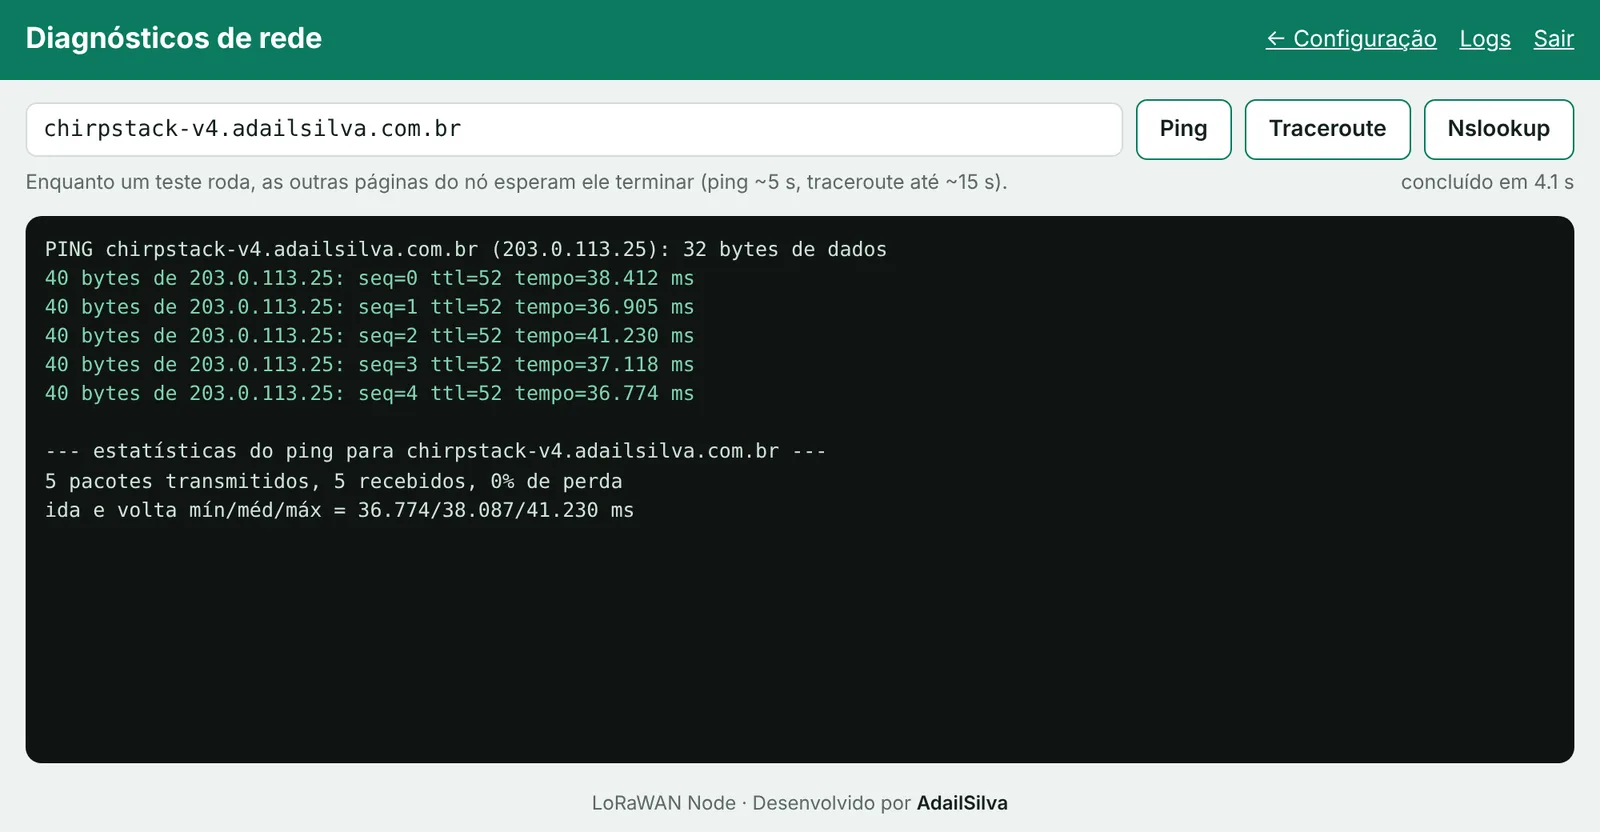 Diagnósticos de rede
← Configuração Logs Sair
chirpstack-v4.adailsilva.com.br
Ping Traceroute Nslookup
Enquanto um teste roda, as outras páginas do nó esperam ele terminar (ping ~5 s, traceroute até ~15 s).
concluído em 4.1 s
PING chirpstack-v4.adailsilva.com.br (203.0.113.25): 32 bytes de dados
40 bytes de 203.0.113.25: seq=0 ttl=52 tempo=38.412 ms
40 bytes de 203.0.113.25: seq=1 ttl=52 tempo=36.905 ms
40 bytes de 203.0.113.25: seq=2 ttl=52 tempo=41.230 ms
40 bytes de 203.0.113.25: seq=3 ttl=52 tempo=37.118 ms
40 bytes de 203.0.113.25: seq=4 ttl=52 tempo=36.774 ms
--- estatísticas do ping para chirpstack-v4.adailsilva.com.br ---
5 pacotes transmitidos, 5 recebidos, 0% de perda
ida e volta mín/méd/máx = 36.774/38.087/41.230 ms
LoRaWAN Node · Desenvolvido por AdailSilva